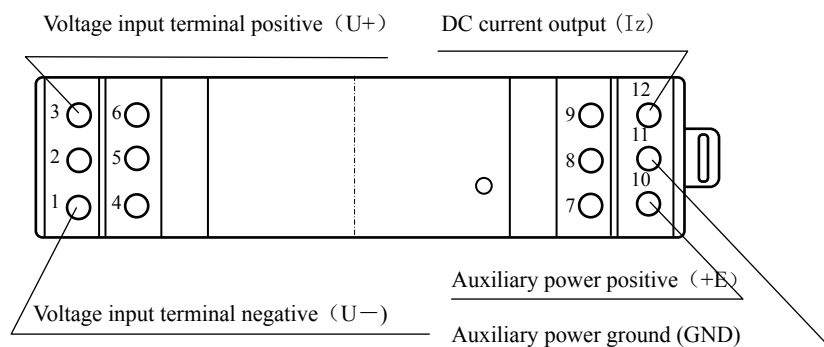 Voltage input terminal positive（U+） DC current output (Iz)
12
3 6 9
11
2 5 8
10
1 4 7
Auxiliary power positive（+E)
Voltage input terminal negative（U－)
Auxiliary power ground (GND)